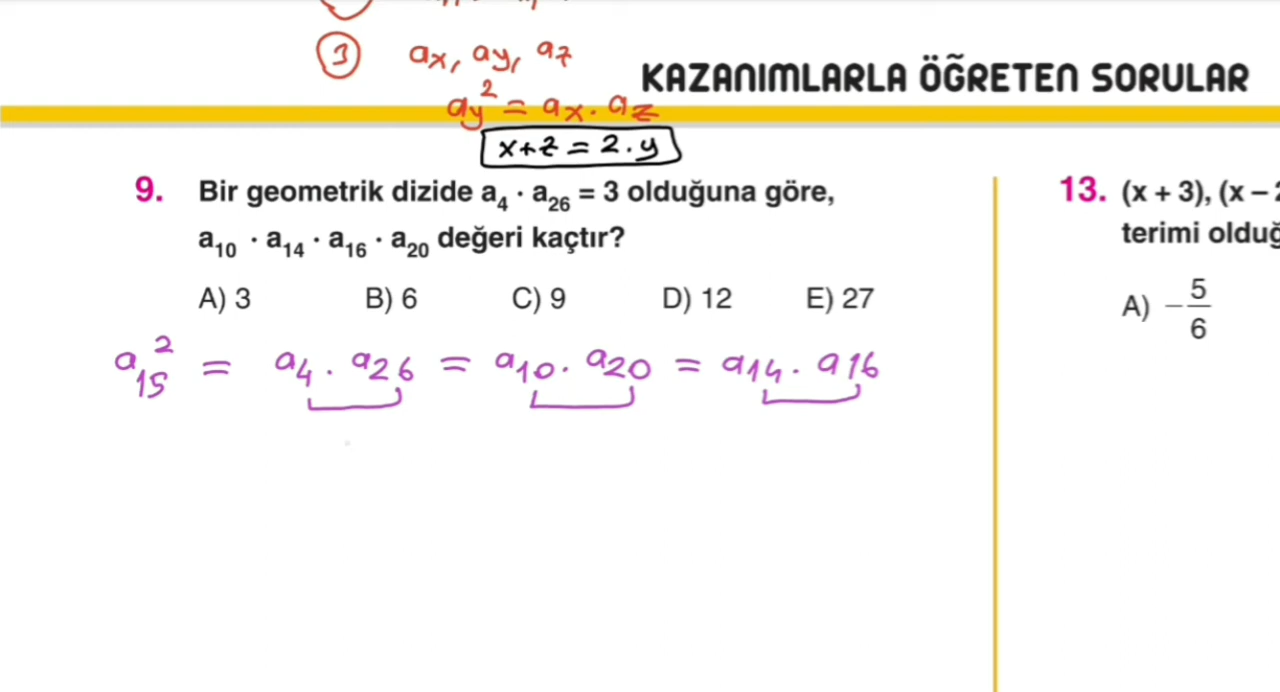 3 ax, ay, az
KAZANIMLARLA ÖĞRETEN SORULAR
ay² = ax . az
x+z = 2.y
9. Bir geometrik dizide a₄ · a₂₆ = 3 olduğuna göre,
a₁₀ · a₁₄ · a₁₆ · a₂₀ değeri kaçtır?
A) 3 B) 6 C) 9 D) 12 E) 27
a₁₅² = a₄ . a₂₆ = a₁₀ . a₂₀ = a₁₄ . a₁₆
13. (x + 3), (x –
terimi olduğ
A) –5/6